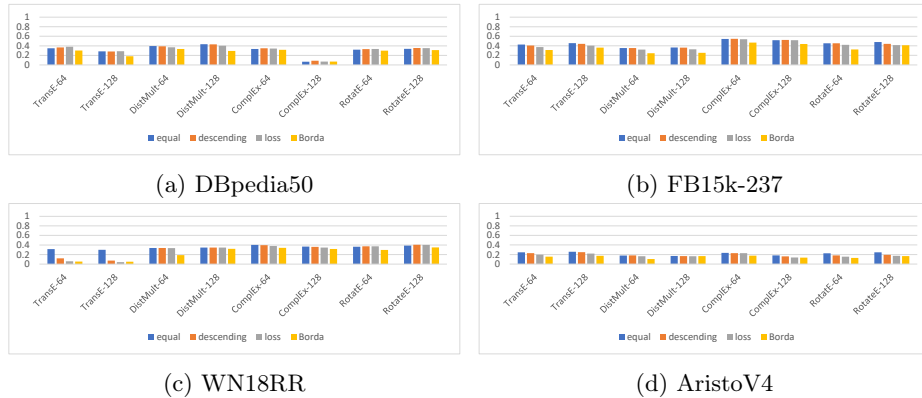 1
0.8
0.6
0.4
0.2
0
TransE-64
TransE-128
DistMult-64
DistMult-128
ComplEx-64
ComplEx-128
RotatE-64
RotateE-128
equal descending loss Borda
(a) DBpedia50
1
0.8
0.6
0.4
0.2
0
TransE-64
TransE-128
DistMult-64
DistMult-128
ComplEx-64
ComplEx-128
RotatE-64
RotateE-128
equal descending loss Borda
(b) FB15k-237
1
0.8
0.6
0.4
0.2
0
TransE-64
TransE-128
DistMult-64
DistMult-128
ComplEx-64
ComplEx-128
RotatE-64
RotateE-128
equal descending loss Borda
(c) WN18RR
1
0.8
0.6
0.4
0.2
0
TransE-64
TransE-128
DistMult-64
DistMult-128
ComplEx-64
ComplEx-128
RotatE-64
RotateE-128
equal descending loss Borda
(d) AristoV4